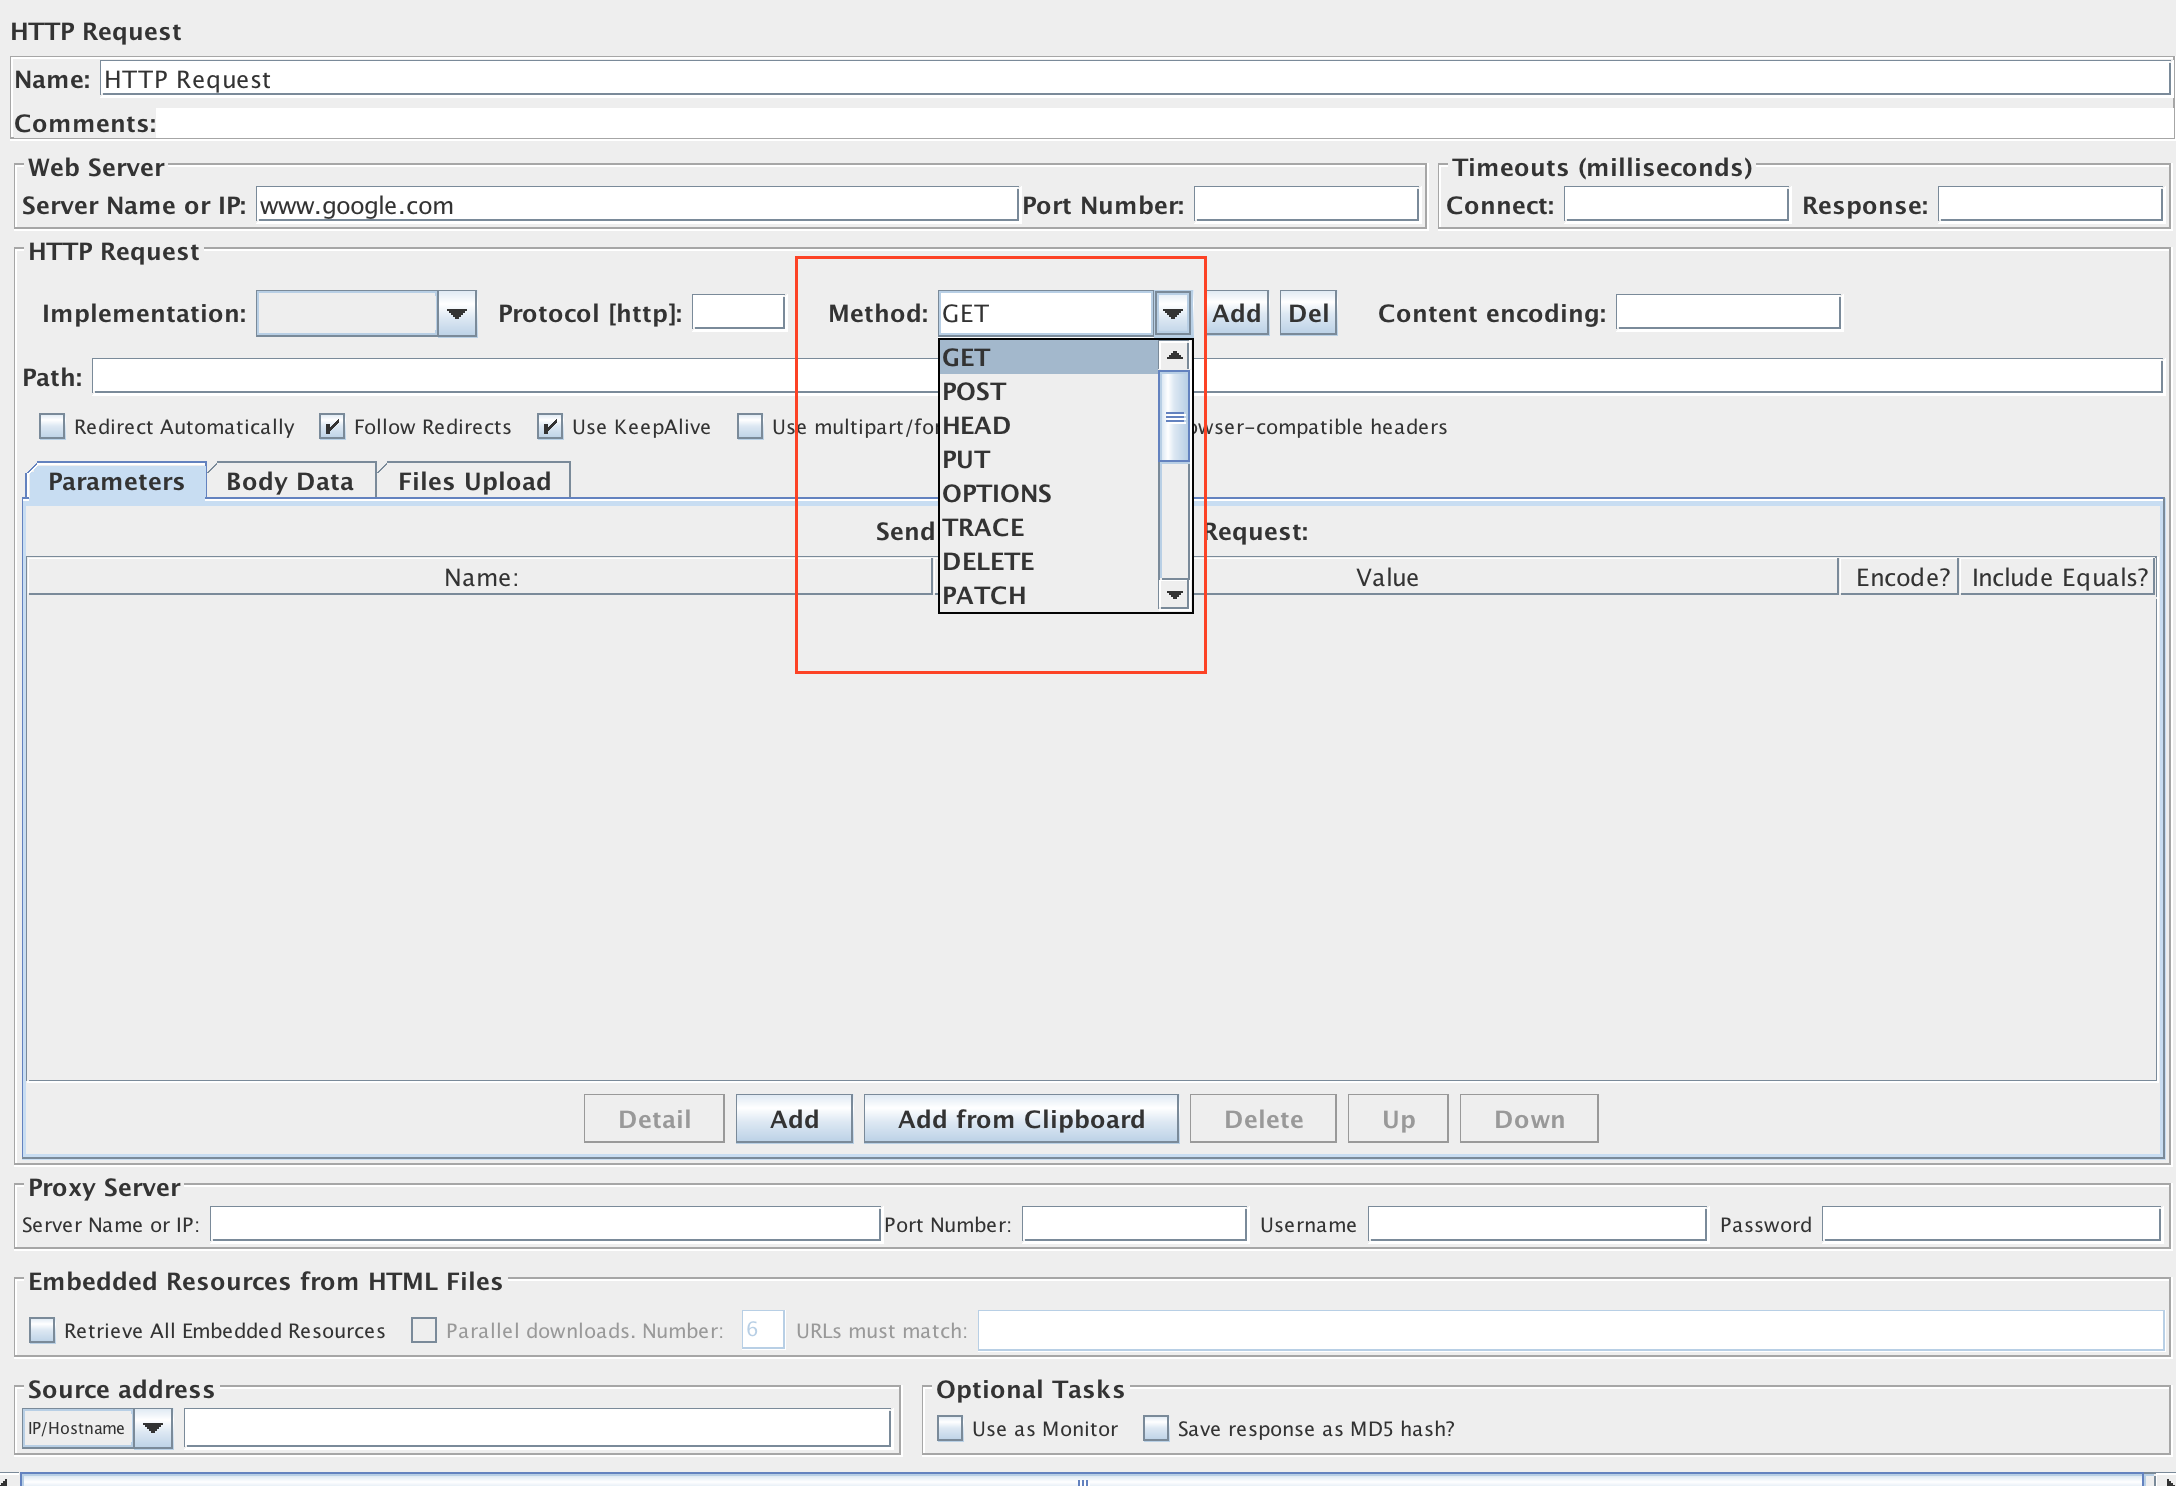 HTTP Request
Name: HTTP Request
Comments:
Web Server
Timeouts (milliseconds)
Server Name or IP: www.google.com Port Number:
Connect: Response:
HTTP Request
Implementation: Protocol [http]: Method: GET Add Del Content encoding:
GET
Path:
POST
HEAD
Redirect Automatically Follow Redirects Use KeepAlive Use multipart/for wser-compatible headers
PUT
Parameters Body Data Files Upload
OPTIONS
Send Request:
TRACE
DELETE
Name: Value Encode? Include Equals?
PATCH
Detail Add Add from Clipboard Delete Up Down
Proxy Server
Server Name or IP: Port Number: Username Password
Embedded Resources from HTML Files
Retrieve All Embedded Resources Parallel downloads. Number: 6 URLs must match:
Source address
Optional Tasks
IP/Hostname
Use as Monitor Save response as MD5 hash?